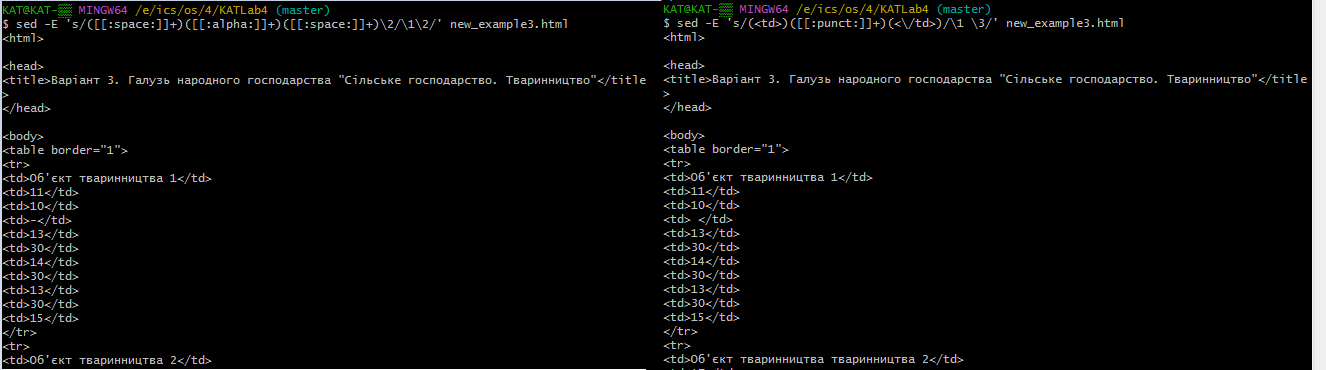 KAT@KAT-▒▒ MINGW64 /e/ics/os/4/KATLab4 (master)
$ sed -E 's/([[:space:]]+)([[:alpha:]]+)([[:space:]]+)\2/\1\2/' new_example3.html
<html>
<head>
<title>Варіант 3. Галузь народного господарства "Сільське господарство. Тваринництво"</title
>
</head>
<body>
<table border="1">
<tr>
<td>Об'єкт тваринництва 1</td>
<td>11</td>
<td>10</td>
<td>-</td>
<td>13</td>
<td>30</td>
<td>14</td>
<td>30</td>
<td>13</td>
<td>30</td>
<td>15</td>
</tr>
<tr>
<td>Об'єкт тваринництва 2</td>
KAT@KAT-▒▒ MINGW64 /e/ics/os/4/KATLab4 (master)
$ sed -E 's/(<td>)([[:punct:]]+)(<\/td>)/\1 \3/' new_example3.html
<html>
<head>
<title>Варіант 3. Галузь народного господарства "Сільське господарство. Тваринництво"</title
>
</head>
<body>
<table border="1">
<tr>
<td>Об'єкт тваринництва 1</td>
<td>11</td>
<td>10</td>
<td> </td>
<td>13</td>
<td>30</td>
<td>14</td>
<td>30</td>
<td>13</td>
<td>30</td>
<td>15</td>
</tr>
<tr>
<td>Об'єкт тваринництва тваринництва 2</td>